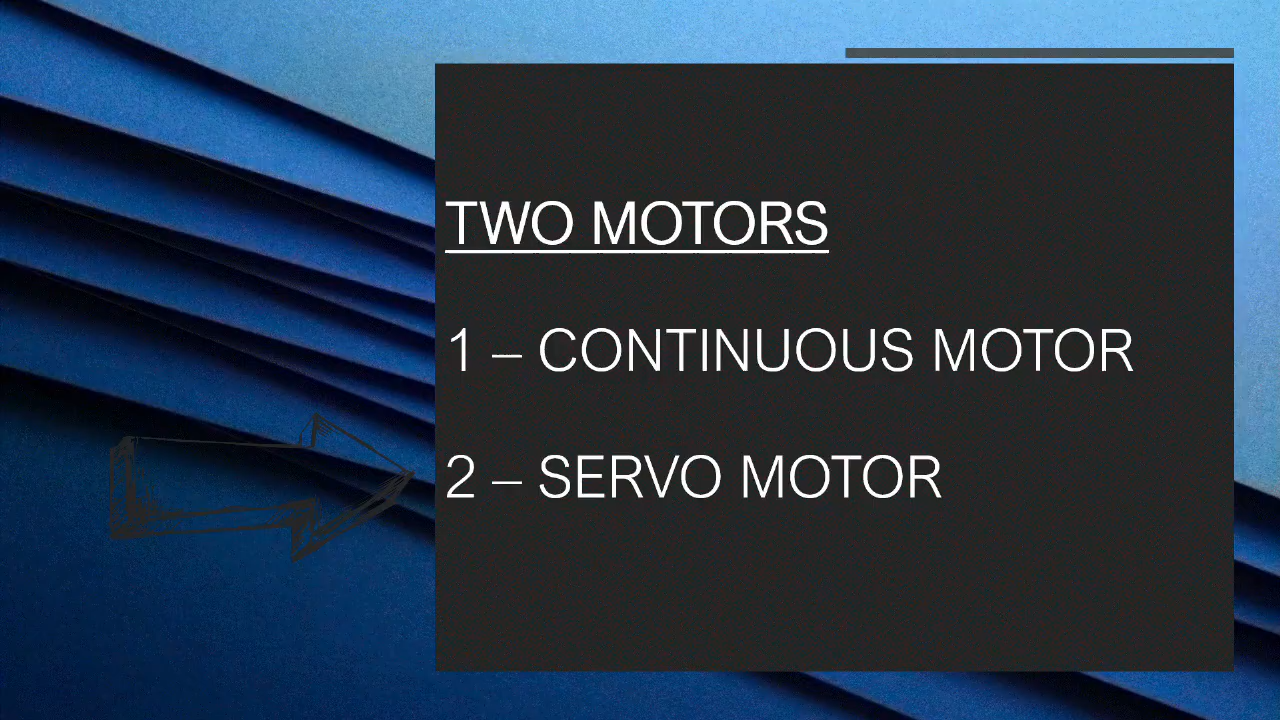 TWO MOTORS
1 – CONTINUOUS MOTOR
2 – SERVO MOTOR